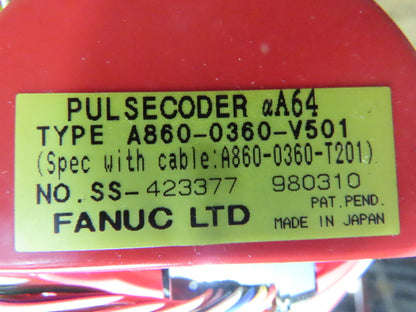 PULSECODER αA64
TYPE A860-0360-V501
(Spec with cable:A860-0360-T201)
NO.SS-423377 980310
PAT.PEND.
FANUC LTD MADE IN JAPAN